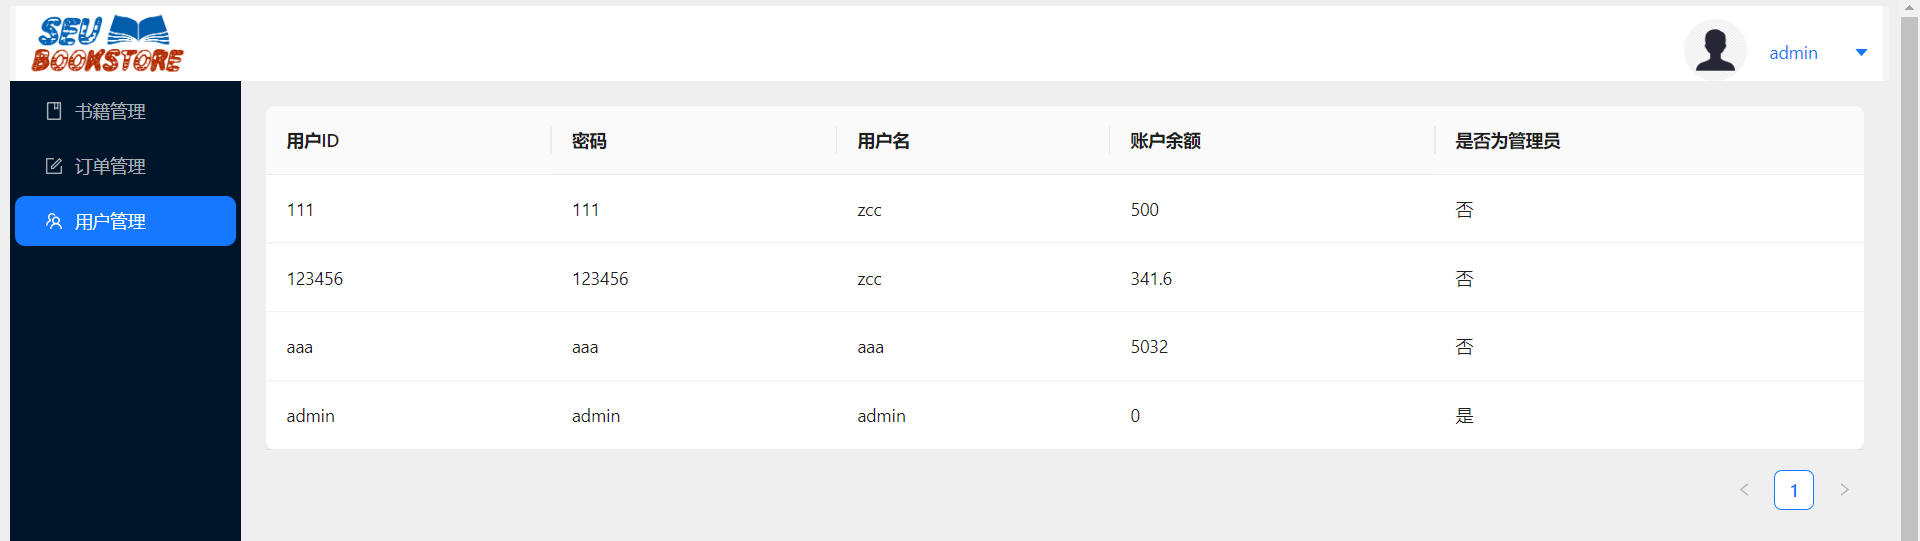 SEU
BOOKSTORE
admin
书籍管理
订单管理
用户管理
用户ID 密码 用户名 账户余额 是否为管理员
111 111 zcc 500 否
123456 123456 zcc 341.6 否
aaa aaa aaa 5032 否
admin admin admin 0 是
1